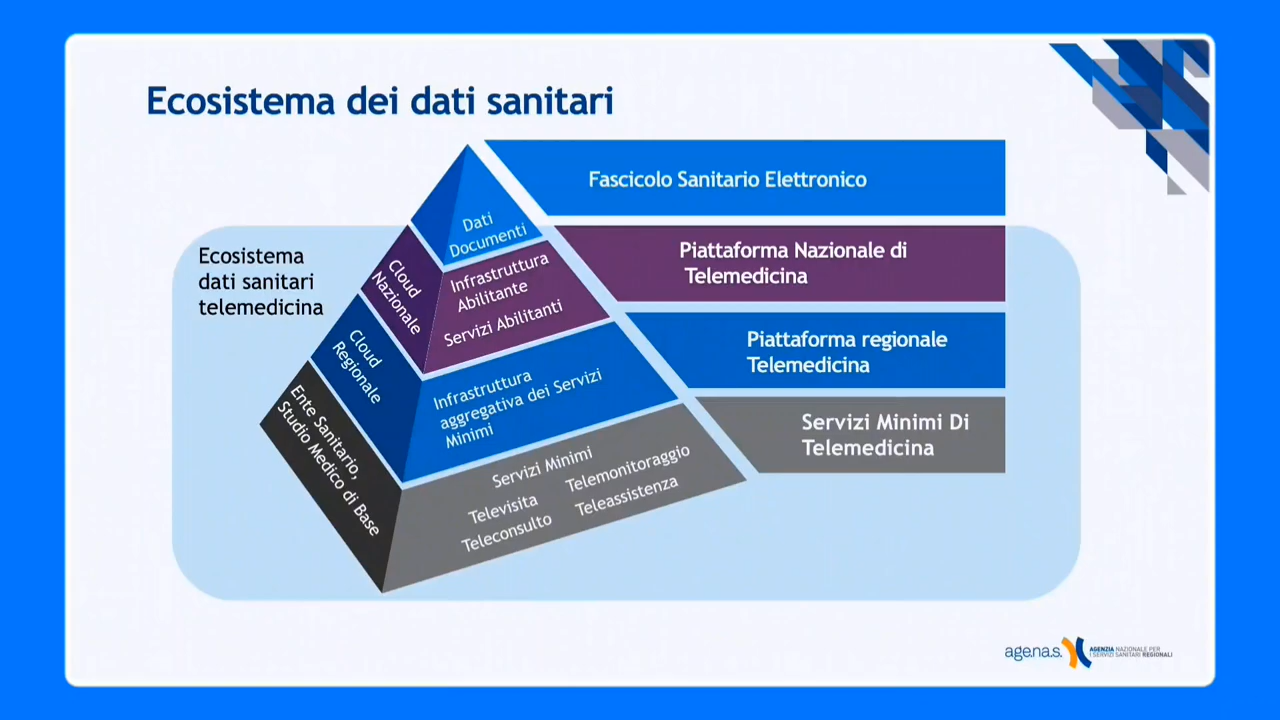 Ecosistema dei dati sanitari
Fascicolo Sanitario Elettronico
Dati
Documenti
Ecosistema
dati sanitari
telemedicina
Cloud
Nazionale
Infrastruttura
Abilitante
Servizi Abilitanti
Piattaforma Nazionale di
Telemedicina
Cloud
Regionale
Infrastruttura
aggregativa dei Servizi
Minimi
Piattaforma regionale
Telemedicina
Ente Sanitario,
Studio Medico di Base
Servizi Minimi
Televisita
Teleconsulto
Telemonitoraggio
Teleassistenza
Servizi Minimi Di
Telemedicina
age.na.s.
AGENZIA NAZIONALE PER
I SERVIZI SANITARI REGIONALI